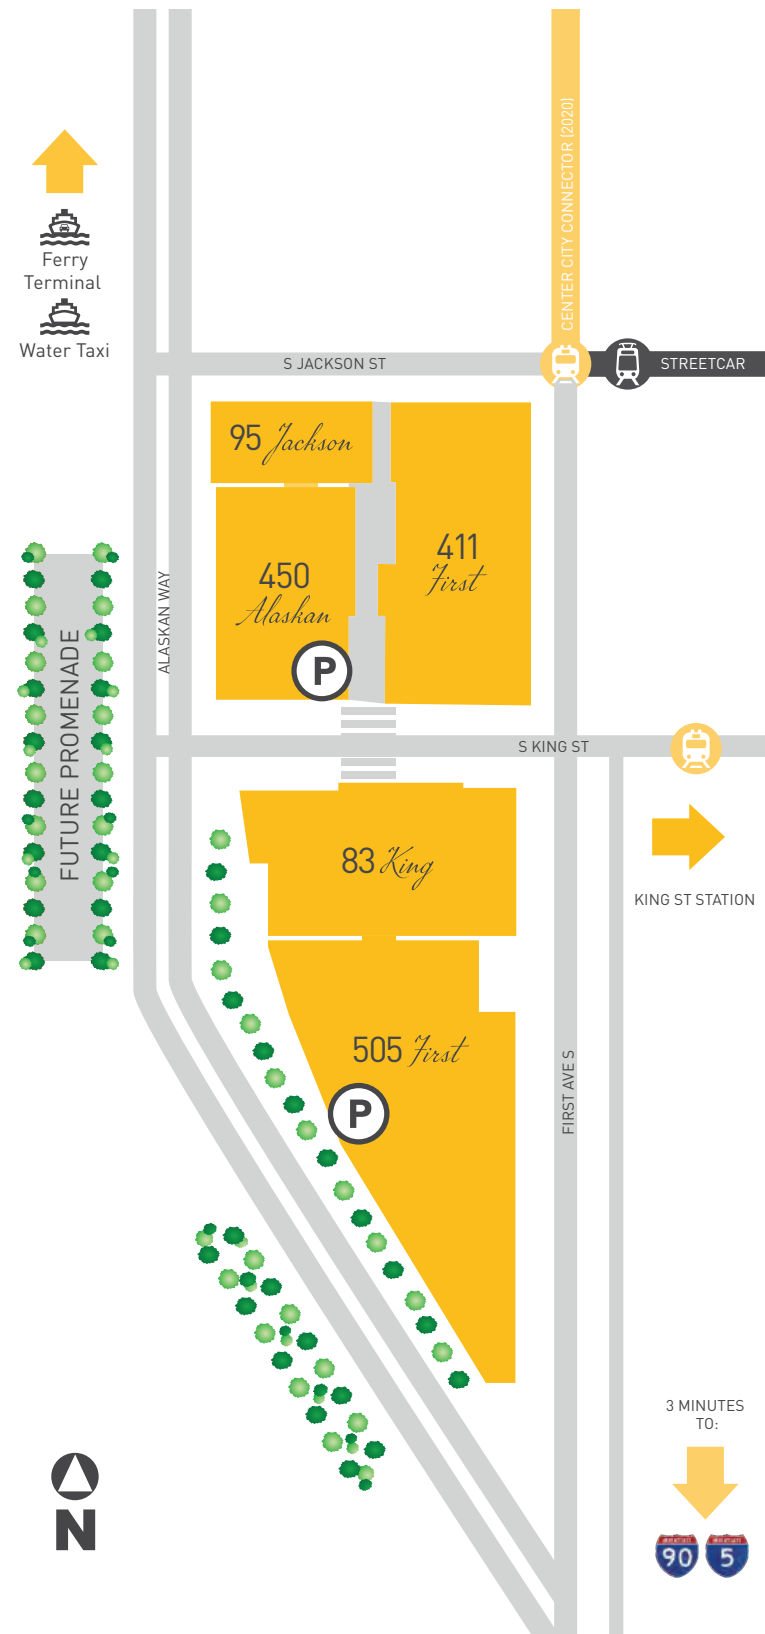 CENTER CITY CONNECTOR (2020)
Ferry
Terminal
Water Taxi
S JACKSON ST
STREETCAR
95 Jackson
411
First
450
Alaskan
P
ALASKAN WAY
FUTURE PROMENADE
S KING ST
83 King
KING ST STATION
505 First
P
FIRST AVE S
3 MINUTES
TO:
90
5
N